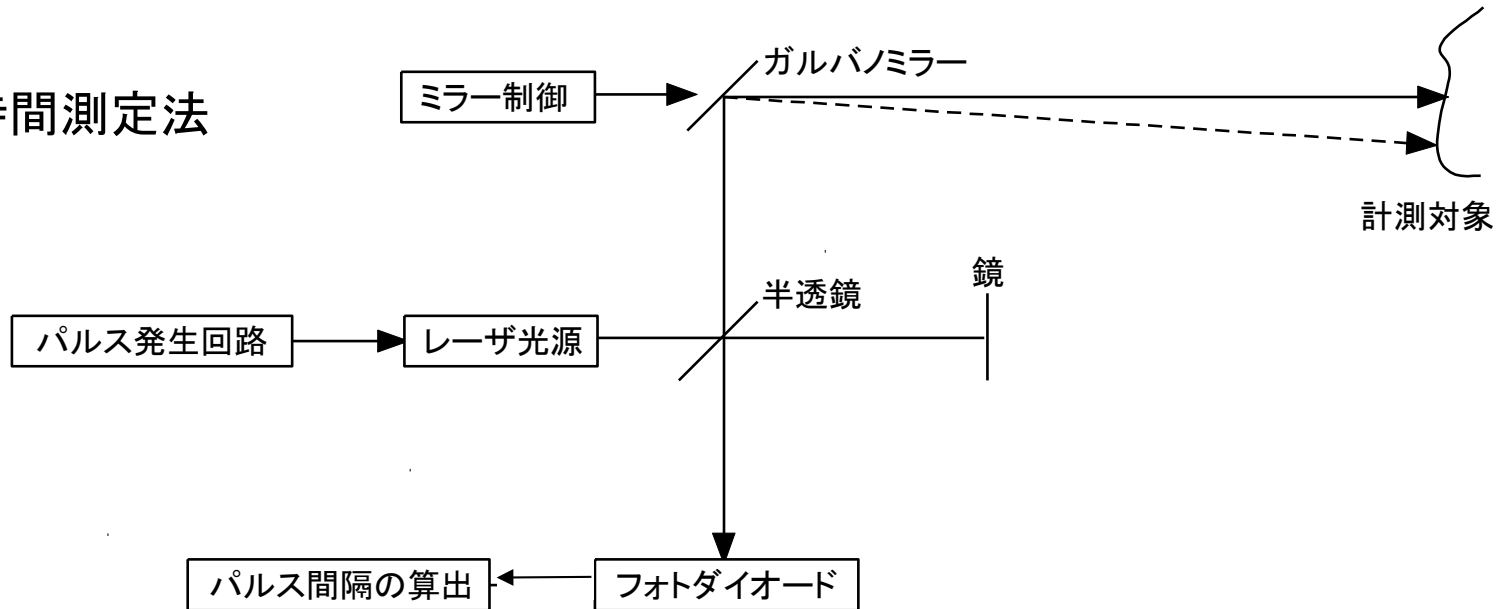 ガルバノミラー
ミラー制御
間測定法
計測対象
鏡
半透鏡
パルス発生回路
レーザ光源
パルス間隔の算出
フォトダイオード